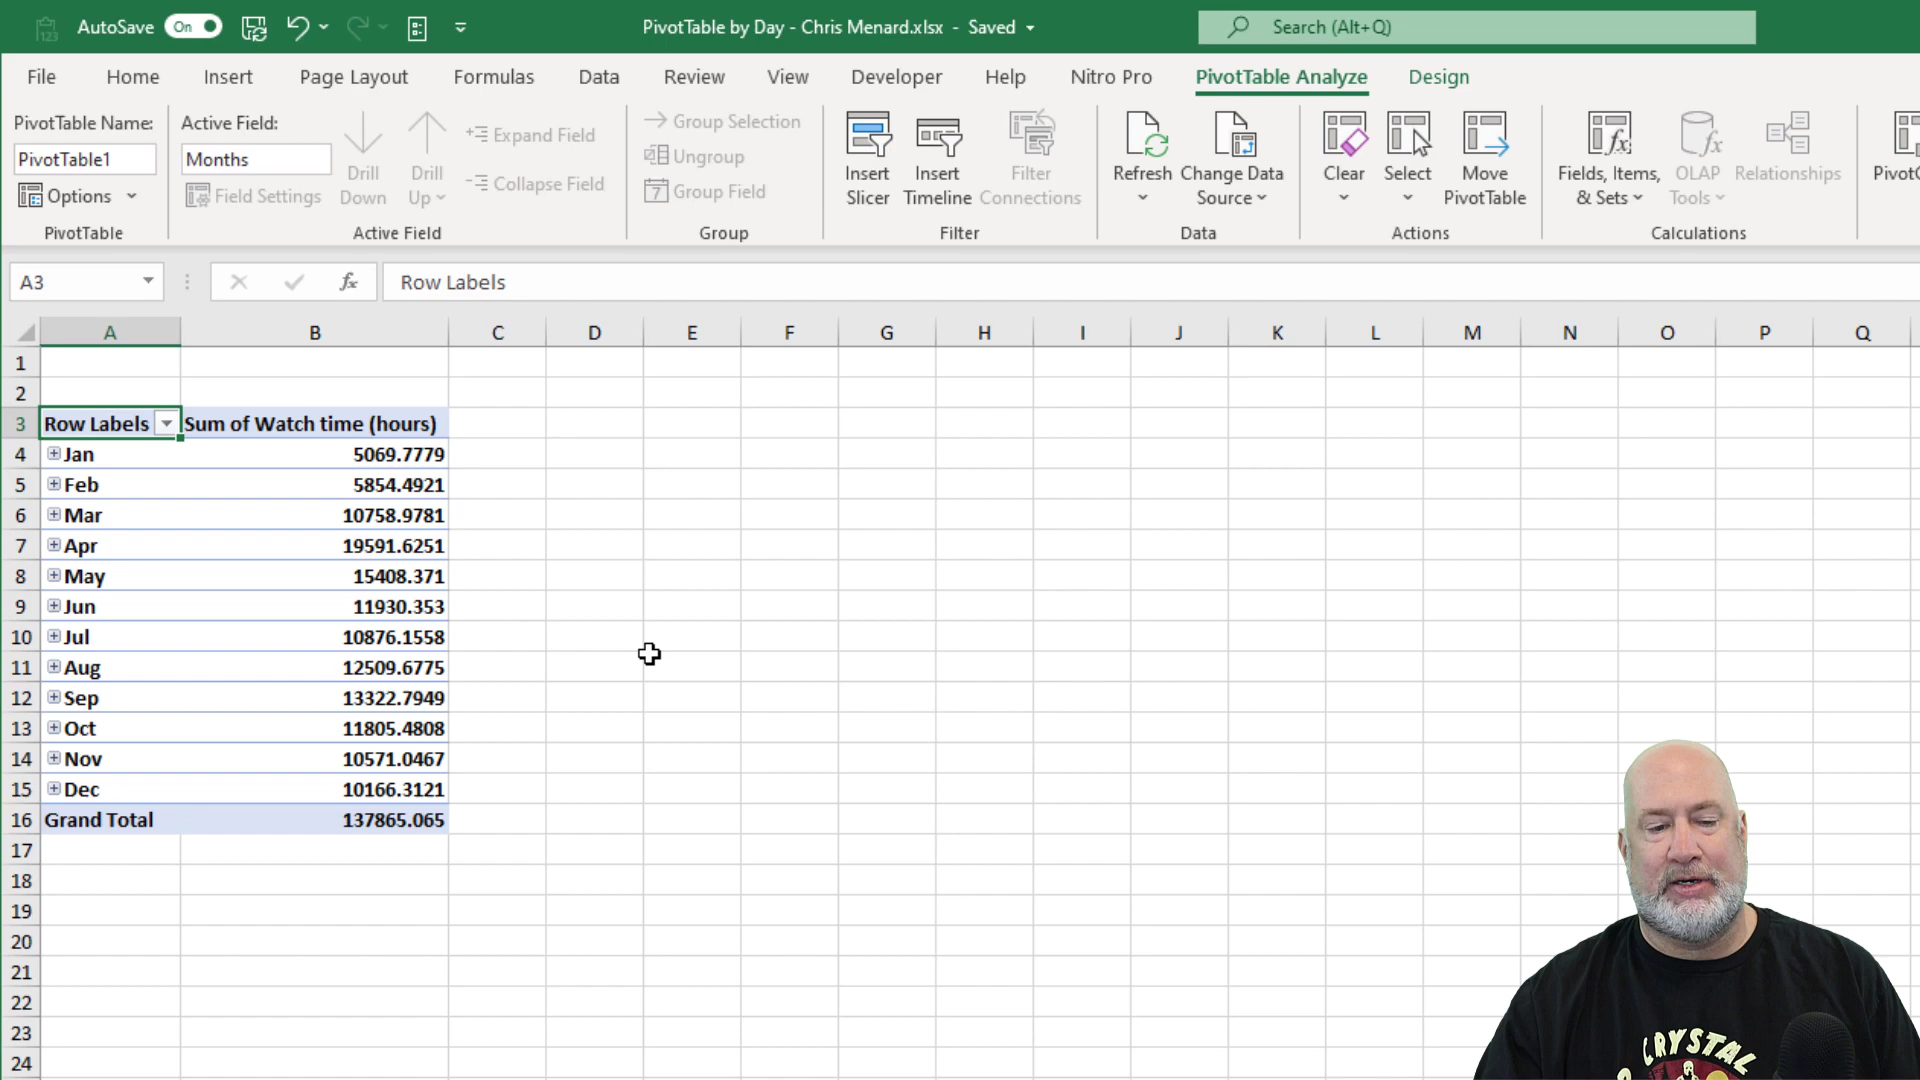 AutoSave On PivotTable by Day - Chris Menard.xlsx - Saved Search (Alt+Q)
File Home Insert Page Layout Formulas Data Review View Developer Help Nitro Pro PivotTable Analyze Design
PivotTable Name:
PivotTable1
Options
PivotTable
Active Field:
Months
Field Settings
Drill Down
Drill Up
Expand Field
Collapse Field
Active Field
Group Selection
Ungroup
7 Group Field
Group
Insert Slicer
Insert Timeline
Filter Connections
Filter
Refresh
Change Data Source
Data
Clear
Select
Move PivotTable
Actions
Fields, Items, & Sets
OLAP Tools
Relationships
Calculations
A3 fx Row Labels
A B C D E F G H I J K L M N O P Q
1
2
3 Row Labels Sum of Watch time (hours)
4 Jan 5069.7779
5 Feb 5854.4921
6 Mar 10758.9781
7 Apr 19591.6251
8 May 15408.371
9 Jun 11930.353
10 Jul 10876.1558
11 Aug 12509.6775
12 Sep 13322.7949
13 Oct 11805.4808
14 Nov 10571.0467
15 Dec 10166.3121
16 Grand Total 137865.065
17
18
19
20
21
22
23
24
CRYSTAL